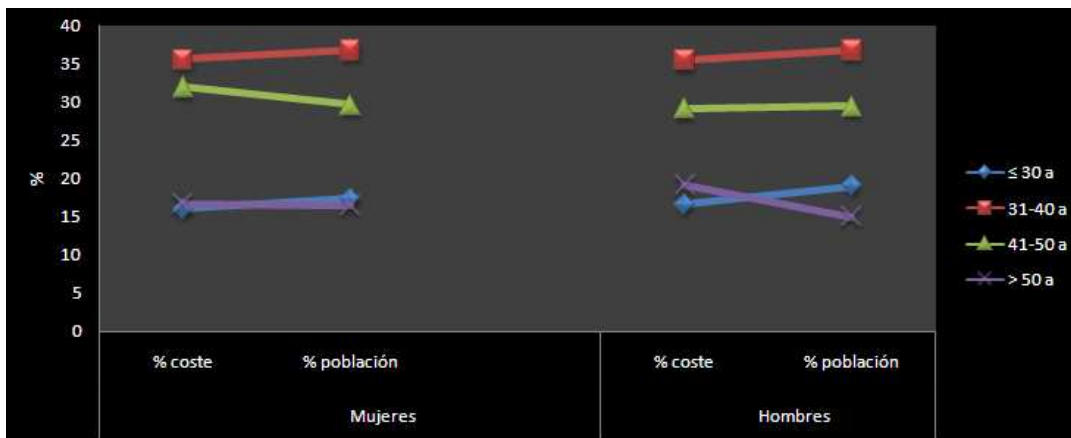 40
35
30
25
20
15
10
5
0
%
% coste
% población
% coste
% población
Mujeres
Hombres
≤ 30 a
31-40 a
41-50 a
> 50 a